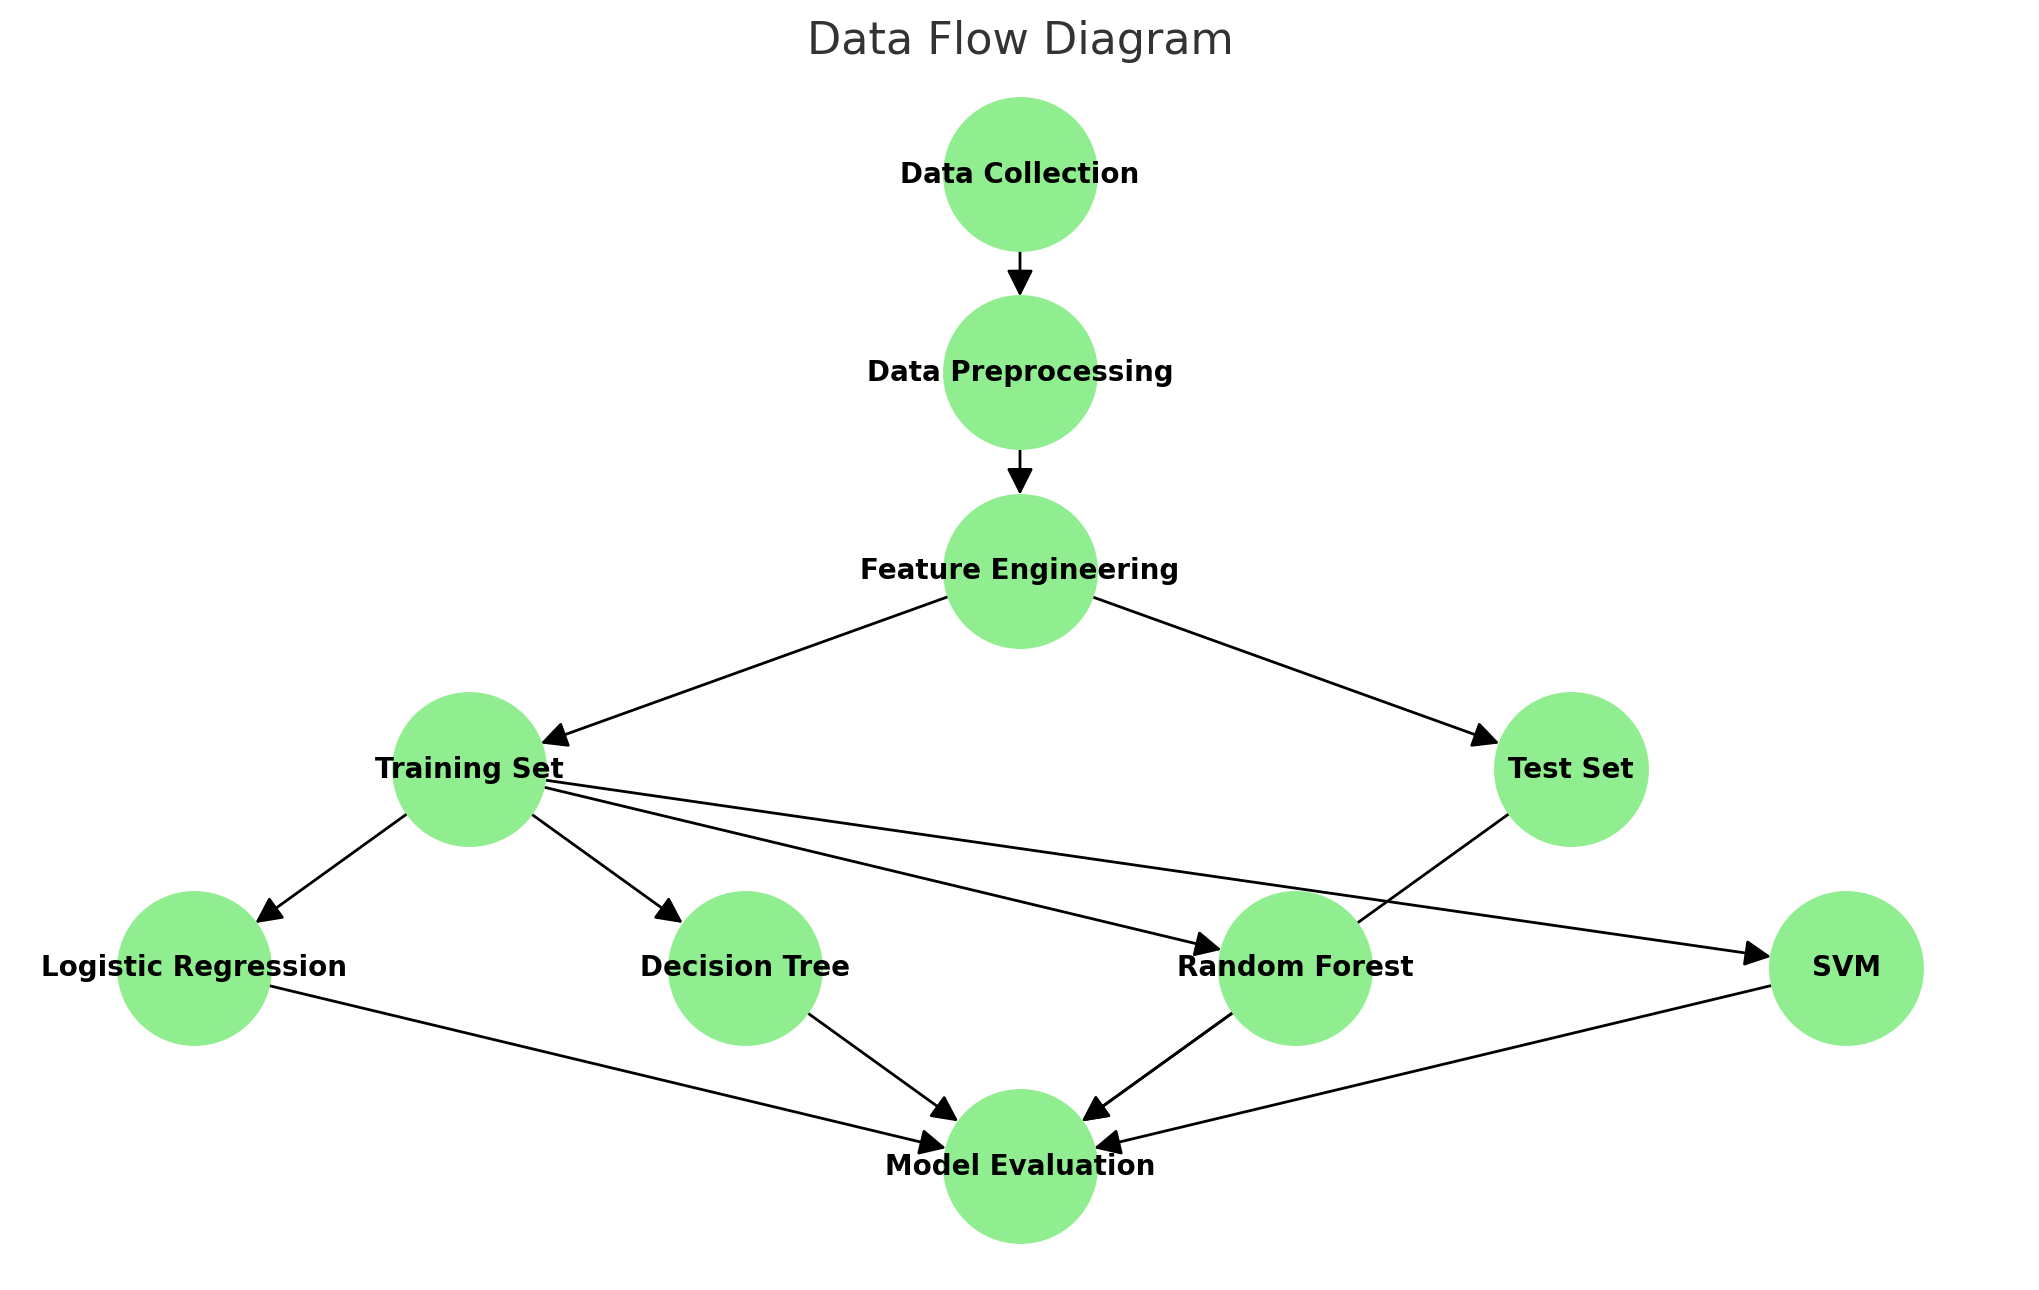 Data Flow Diagram
Data Collection
Data Preprocessing
Feature Engineering
Training Set
Test Set
Logistic Regression
Decision Tree
Random Forest
SVM
Model Evaluation